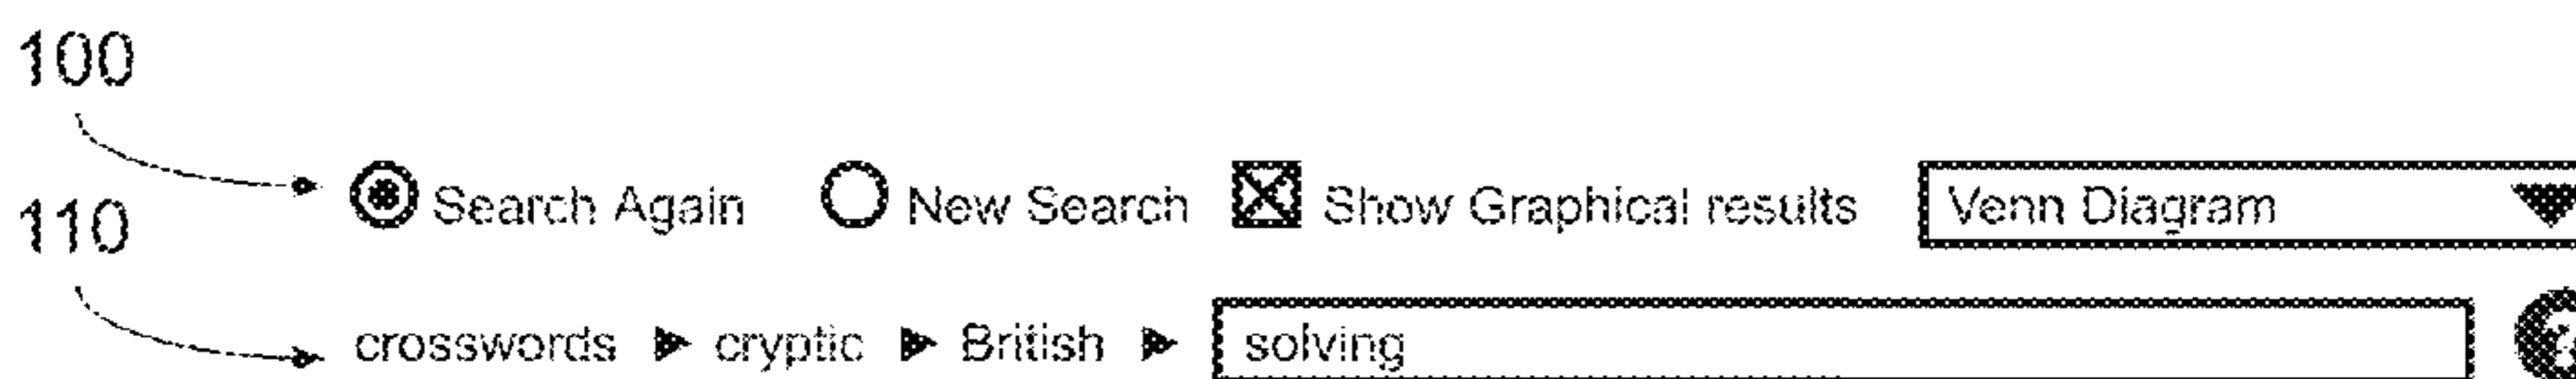 100
Search Again New Search Show Graphical results Venn Diagram
110
crosswords cryptic British solving